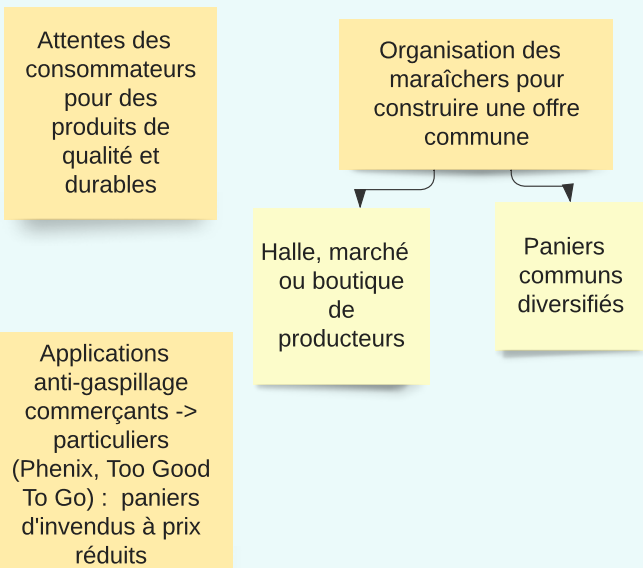 Attentes des
consommateurs
pour des
produits de
qualité et
durables
Organisation des
maraîchers pour
construire une offre
commune
Halle, marché
ou boutique
de
producteurs
Paniers
communs
diversifiés
Applications
anti-gaspillage
commerçants ->
particuliers
(Phenix, Too Good
To Go) : paniers
d'invendus à prix
réduits